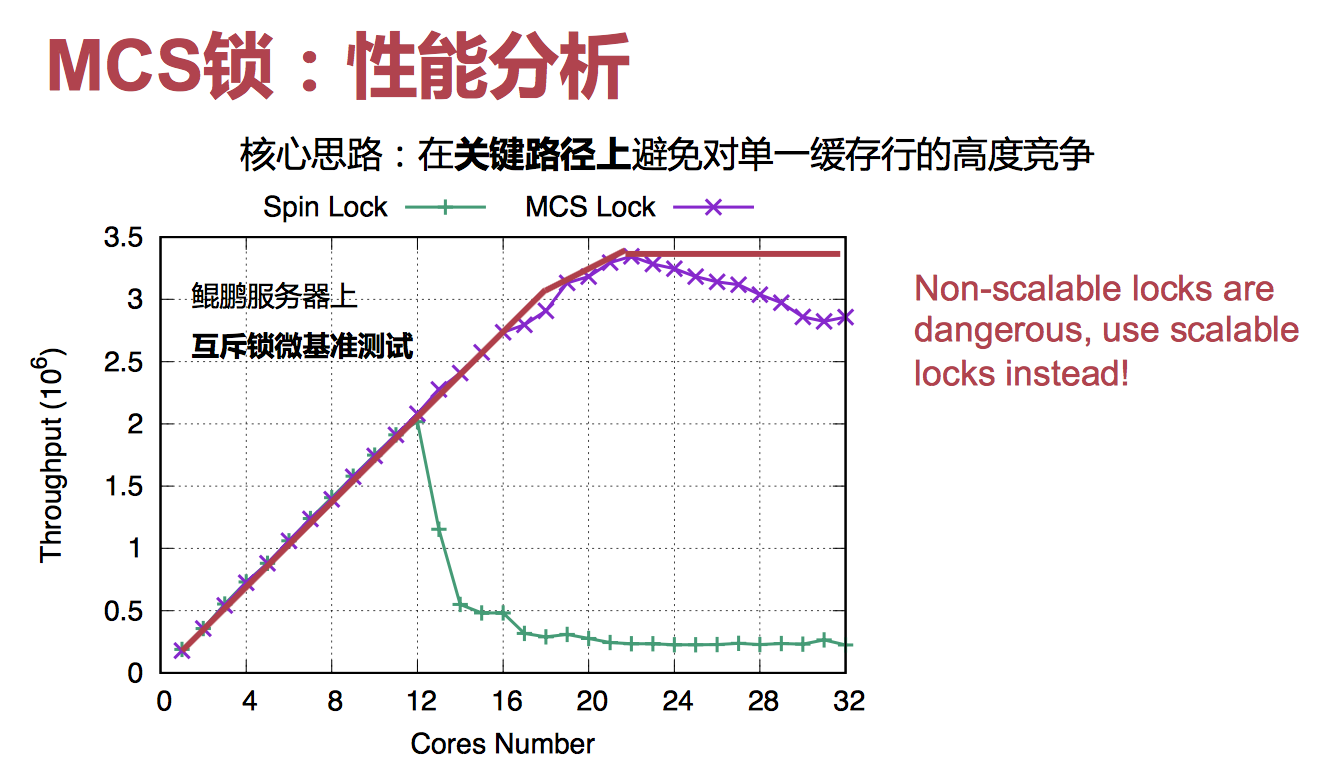 MCS锁：性能分析
核心思路：在关键路径上避免对单一缓存行的高度竞争
Spin Lock
MCS Lock
3.5
3
2.5
2
1.5
1
0.5
0
Throughput (10⁶)
鲲鹏服务器上
互斥锁微基准测试
0 4 8 12 16 20 24 28 32
Cores Number
Non-scalable locks are
dangerous, use scalable
locks instead!